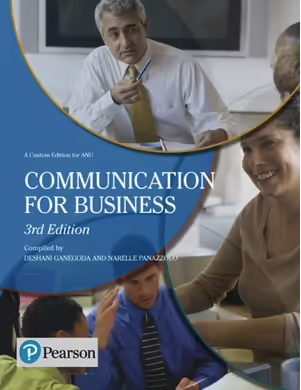 A Custom Edition for ANU
COMMUNICATION
FOR BUSINESS
3rd Edition
Compiled by
DESHANI GANEGODA AND NARELLE PANAZZOLO
P Pearson